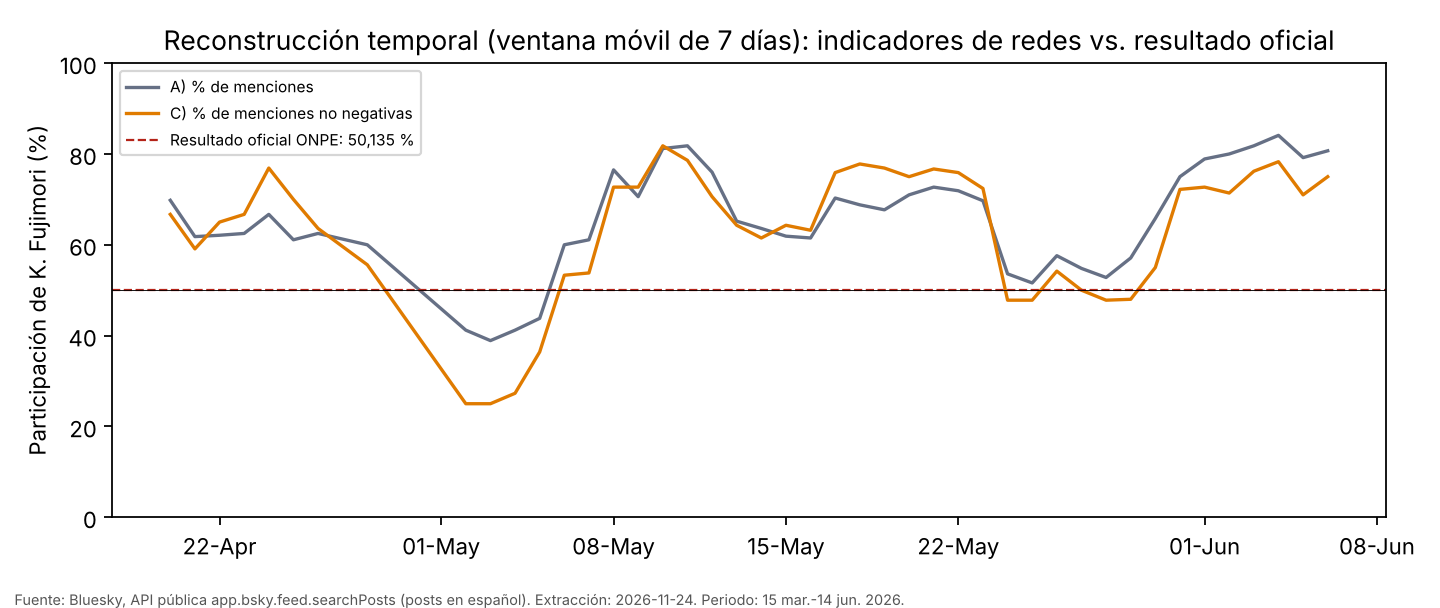 Reconstrucción temporal (ventana móvil de 7 días): indicadores de redes vs. resultado oficial
A) % de menciones
C) % de menciones no negativas
Resultado oficial ONPE: 50,135 %
Participación de K. Fujimori (%)
100
80
60
40
20
0
22-Apr
01-May
08-May
15-May
22-May
01-Jun
08-Jun
Fuente: Bluesky, API pública app.bsky.feed.searchPosts (posts en español). Extracción: 2026-11-24. Periodo: 15 mar.-14 jun. 2026.